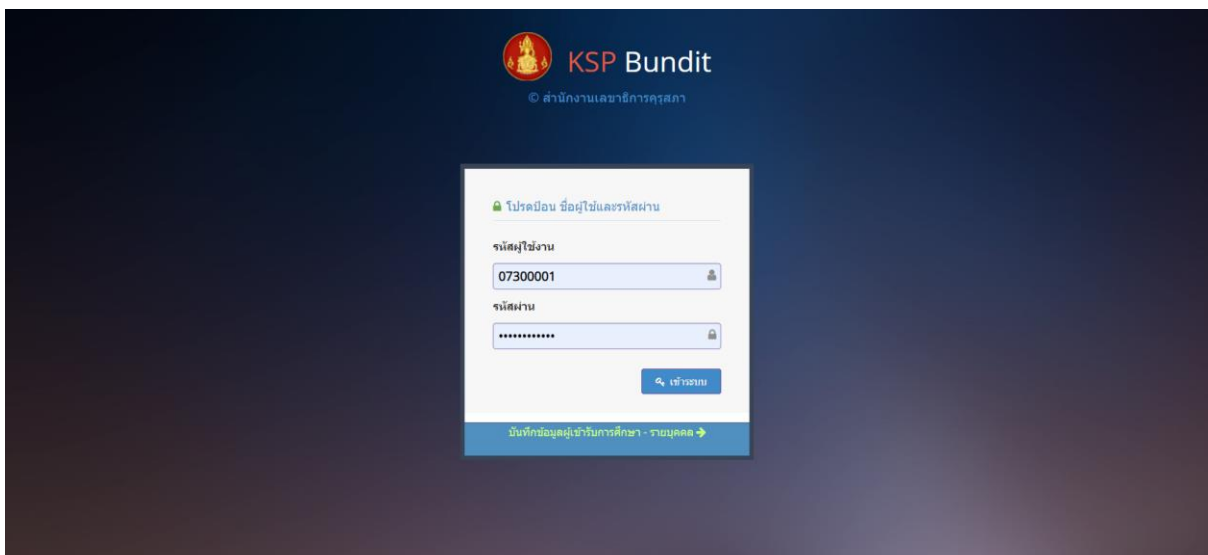 KSP Bundit
© สำนักงานเลขาธิการคุรุสภา
โปรดป้อน ชื่อผู้ใช้และรหัสผ่าน
รหัสผู้ใช้งาน
07300001
รหัสผ่าน
••••••••••••
เข้าระบบ
บันทึกข้อมูลผู้เข้ารับการศึกษา - รายบุคคล